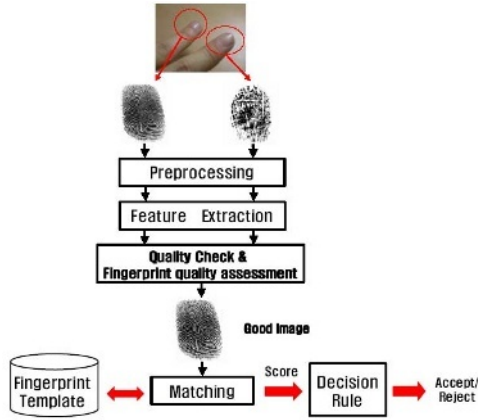 Preprocessing
Feature Extraction
Quality Check &
Fingerprint quality assessment
Good Image
Fingerprint
Template
Matching
Score
Decision
Rule
Accept/
Reject